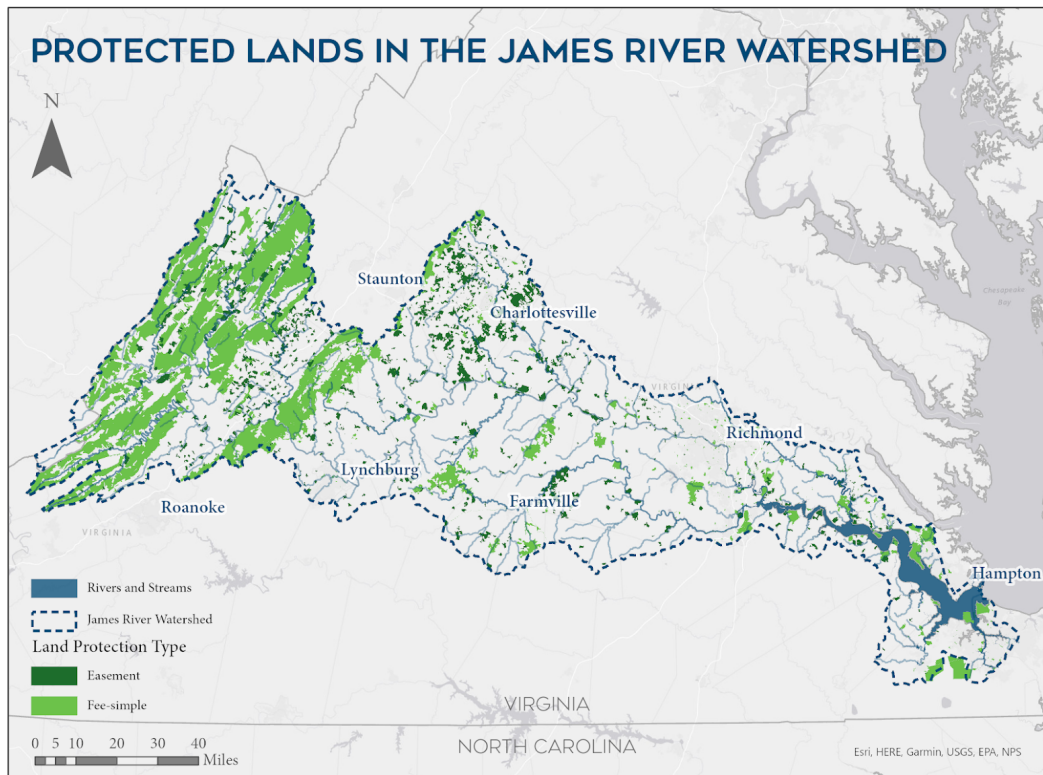 PROTECTED LANDS IN THE JAMES RIVER WATERSHED
N
Staunton
Charlottesville
Chesapeake
Bay
VIRGINIA
Richmond
Lynchburg
Farmville
Roanoke
VIRGINIA
Hampton
Rivers and Streams
James River Watershed
Land Protection Type
Easement
Fee-simple
VIRGINIA
NORTH CAROLINA
0 5 10 20 30 40
Miles
Esri, HERE, Garmin, USGS, EPA, NPS